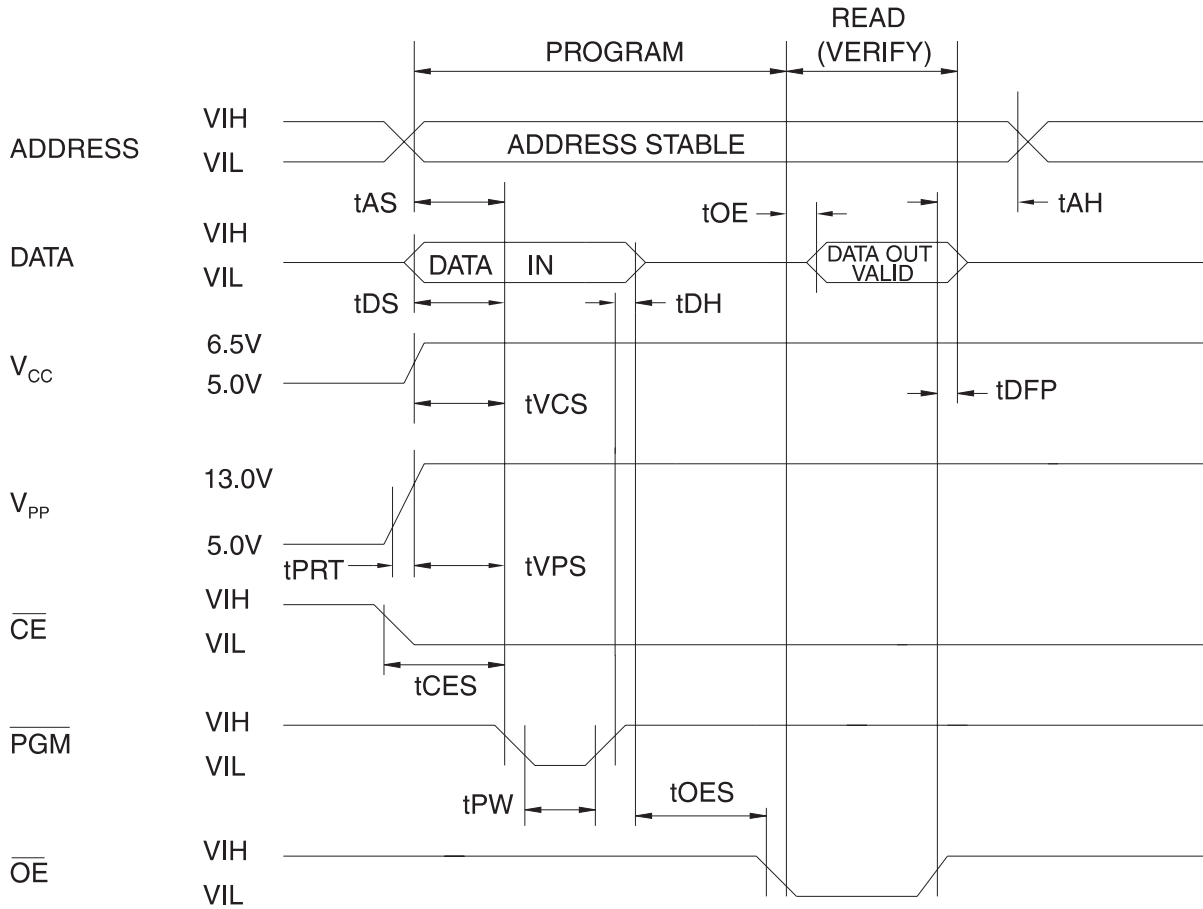 READ
PROGRAM (VERIFY)
ADDRESS VIH
VIL
ADDRESS STABLE
tAS
tOE
tAH
DATA VIH
VIL
DATA IN
DATA OUT
VALID
tDS
tDH
VCC 6.5V
5.0V
tVCS
tDFP
VPP 13.0V
5.0V
tPRT
tVPS
CE VIH
VIL
tCES
PGM VIH
VIL
tPW
tOES
OE VIH
VIL